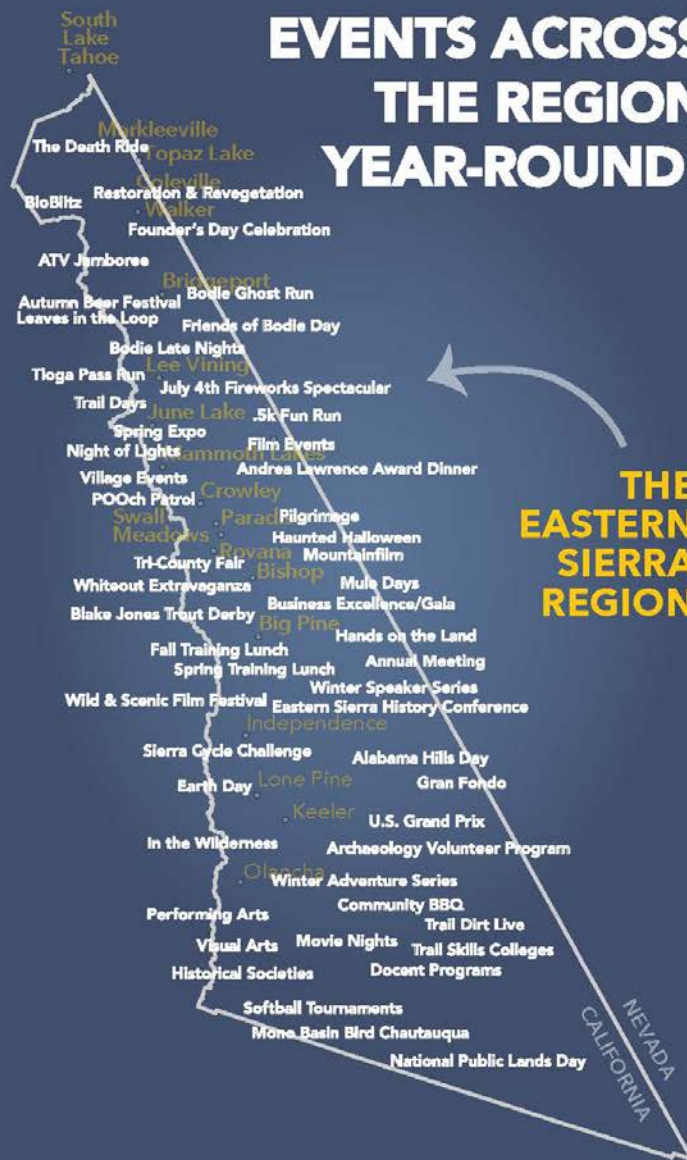 EVENTS ACROSS
THE REGION
YEAR-ROUND
South
Lake
Tahoe
Markleeville
The Death Ride
Topaz Lake
Coleville
Restoration & Revegetation
BioBlitz
Walker
Founder's Day Celebration
ATV Jamboree
Bridgeport
Bodie Ghost Run
Autumn Beer Festival
Leaves in the Loop
Friends of Bodie Day
Bodie Late Nights
Lee Vining
Tioga Pass Run
July 4th Fireworks Spectacular
Trail Days
June Lake
.5k Fun Run
Spring Expo
Film Events
Night of Lights
Mammoth Lakes
Andrea Lawrence Award Dinner
Village Events
POOch Patrol
Crowley
Swall
Meadows
Pilgrimage
Haunted Halloween
Rovana
Mountainfilm
Tri-County Fair
Bishop
Whiteout Extravaganza
Mule Days
Business Excellence/Gala
Blake Jones Trout Derby
Big Pine
Hands on the Land
Fall Training Lunch
Annual Meeting
Spring Training Lunch
Winter Speaker Series
Wild & Scenic Film Festival
Eastern Sierra History Conference
Independence
Sierra Cycle Challenge
Alabama Hills Day
Earth Day
Lone Pine
Gran Fondo
Keeler
U.S. Grand Prix
In the Wilderness
Archaeology Volunteer Program
Olancha
Winter Adventure Series
Community BBQ
Performing Arts
Trail Dirt Live
Visual Arts
Movie Nights
Trail Skills Colleges
Historical Societies
Docent Programs
Softball Tournaments
Mono Basin Bird Chautauqua
National Public Lands Day
THE
EASTERN
SIERRA
REGION
NEVADA
CALIFORNIA